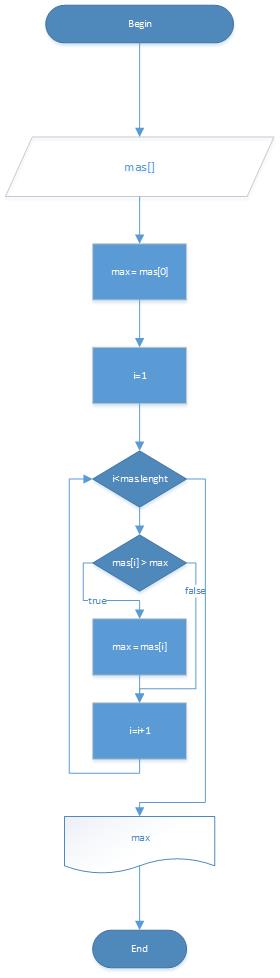 Begin
mas[]
max= mas[0]
i=1
i<mas.lenght
mas[i] > max
false
true
max = mas[i]
i=i+1
max
End